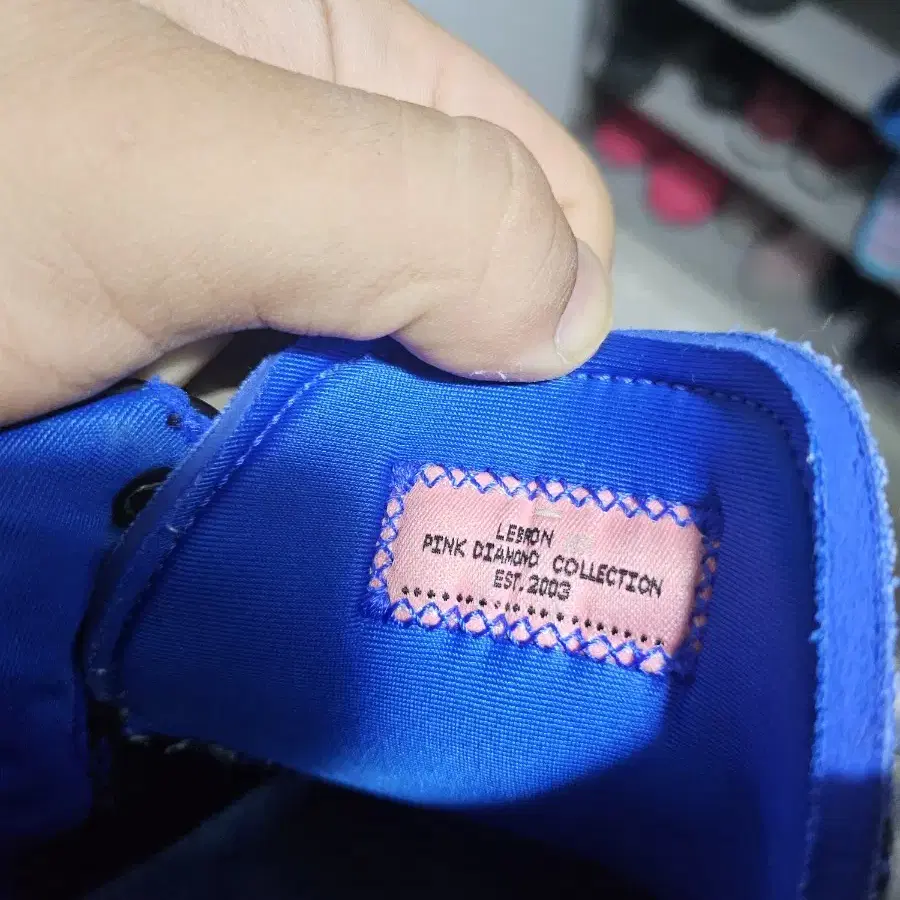 LEBRON
PINK DIAMOND COLLECTION
EST. 2003